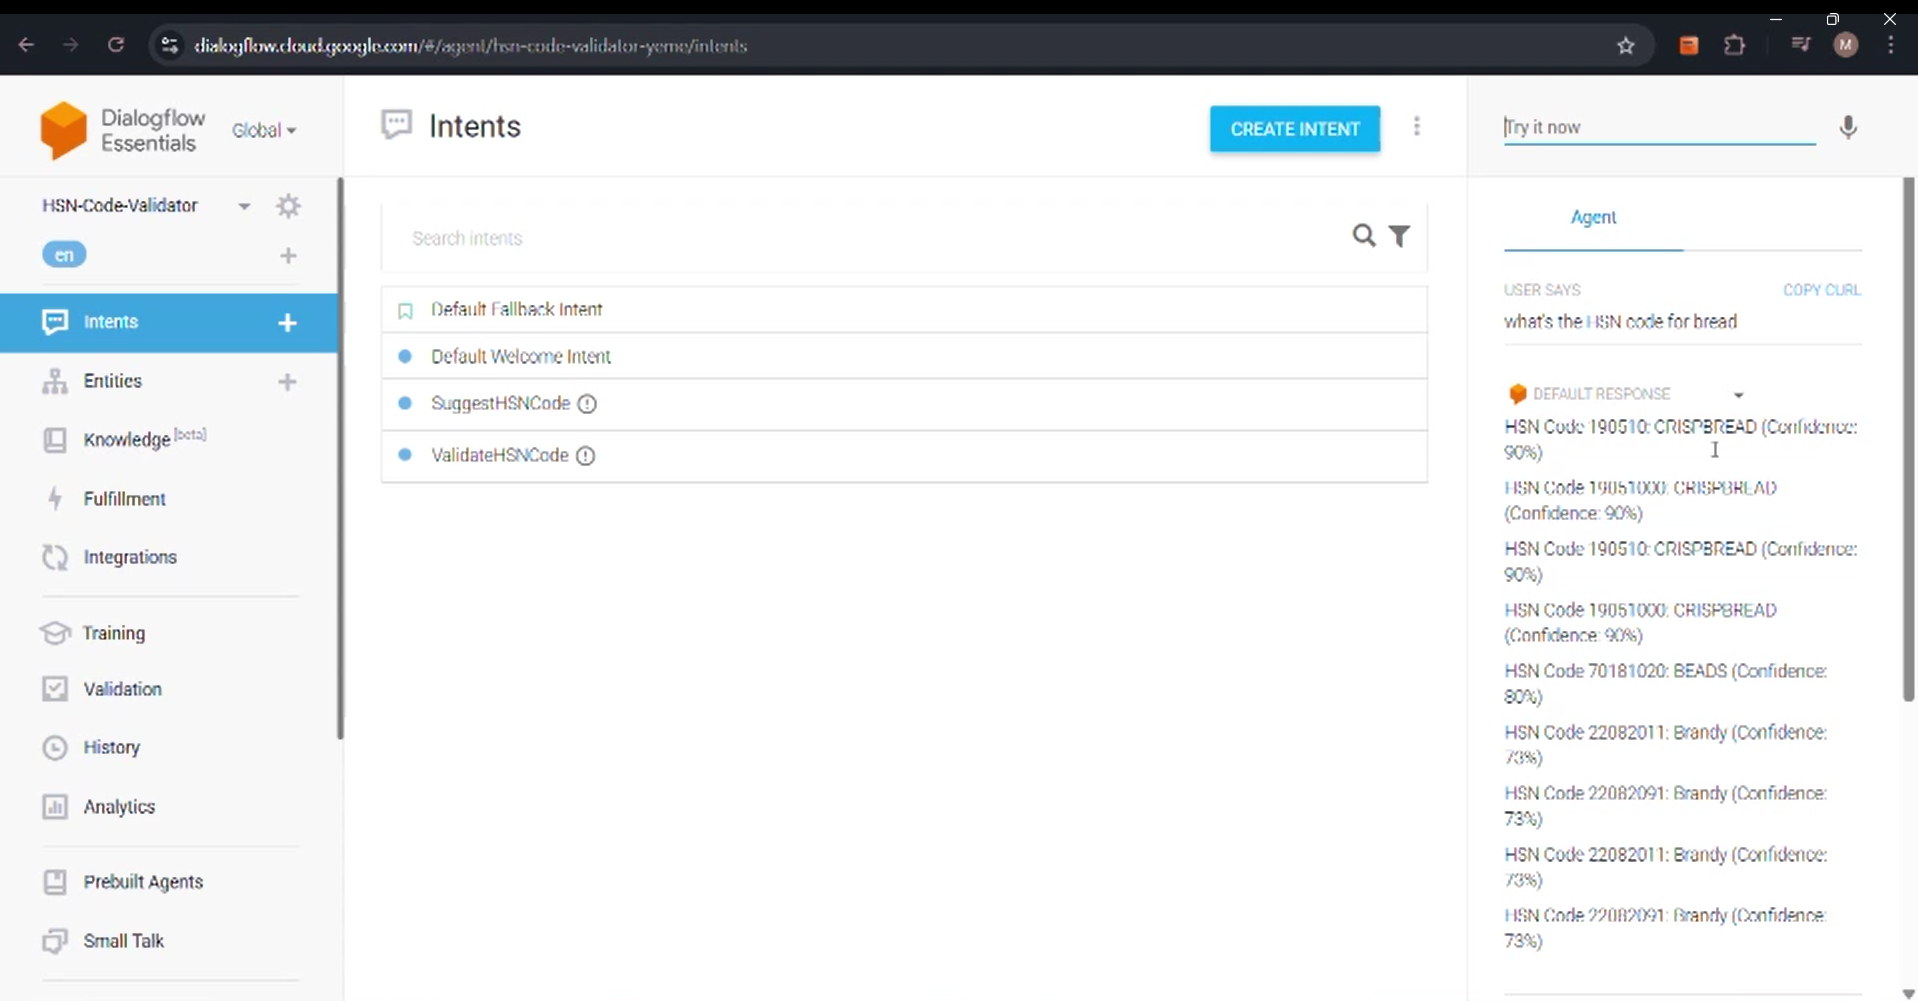 dialogflow.cloud.google.com/#/agent/hsn-code-validator-yeme/intents
M
Dialogflow
Essentials
Global
HSN-Code-Validator
en
Intents
Entities
Knowledge [beta]
Fulfillment
Integrations
Training
Validation
History
Analytics
Prebuilt Agents
Small Talk
Intents
CREATE INTENT
Search intents
Default Fallback Intent
Default Welcome Intent
SuggestHSNCode
ValidateHSNCode
Try it now
Agent
USER SAYS
COPY CURL
what's the HSN code for bread
DEFAULT RESPONSE
HSN Code 190510: CRISPBREAD (Confidence:
90%)
HSN Code 19051000: CRISPBREAD
(Confidence: 90%)
HSN Code 190510: CRISPBREAD (Confidence:
90%)
HSN Code 19051000: CRISPBREAD
(Confidence: 90%)
HSN Code 70181020: BEADS (Confidence:
80%)
HSN Code 22082011: Brandy (Confidence:
73%)
HSN Code 22082091: Brandy (Confidence:
73%)
HSN Code 22082011: Brandy (Confidence:
73%)
HSN Code 22082091: Brandy (Confidence:
73%)